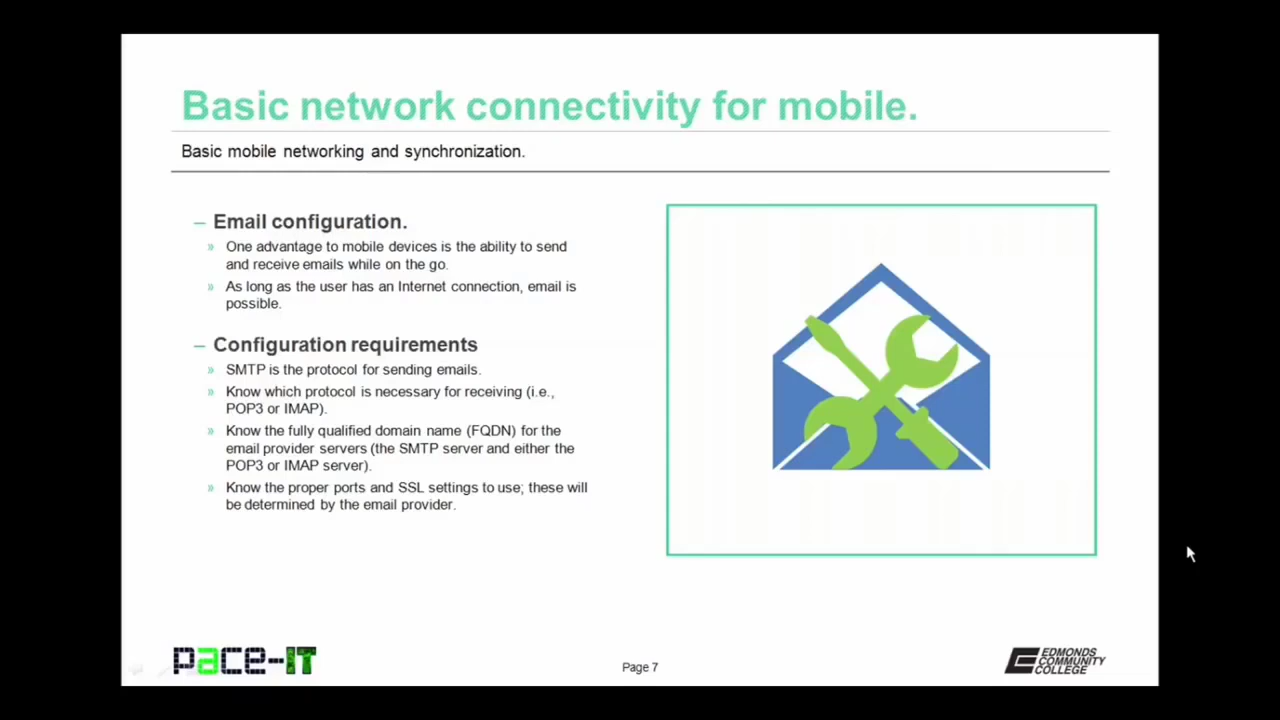 Basic network connectivity for mobile.
Basic mobile networking and synchronization.
– Email configuration.
» One advantage to mobile devices is the ability to send
and receive emails while on the go.
» As long as the user has an Internet connection, email is
possible.
– Configuration requirements
» SMTP is the protocol for sending emails.
» Know which protocol is necessary for receiving (i.e.,
POP3 or IMAP).
» Know the fully qualified domain name (FQDN) for the
email provider servers (the SMTP server and either the
POP3 or IMAP server).
» Know the proper ports and SSL settings to use; these will
be determined by the email provider.
pace-IT
Page 7
EDMONDS
COMMUNITY
COLLEGE